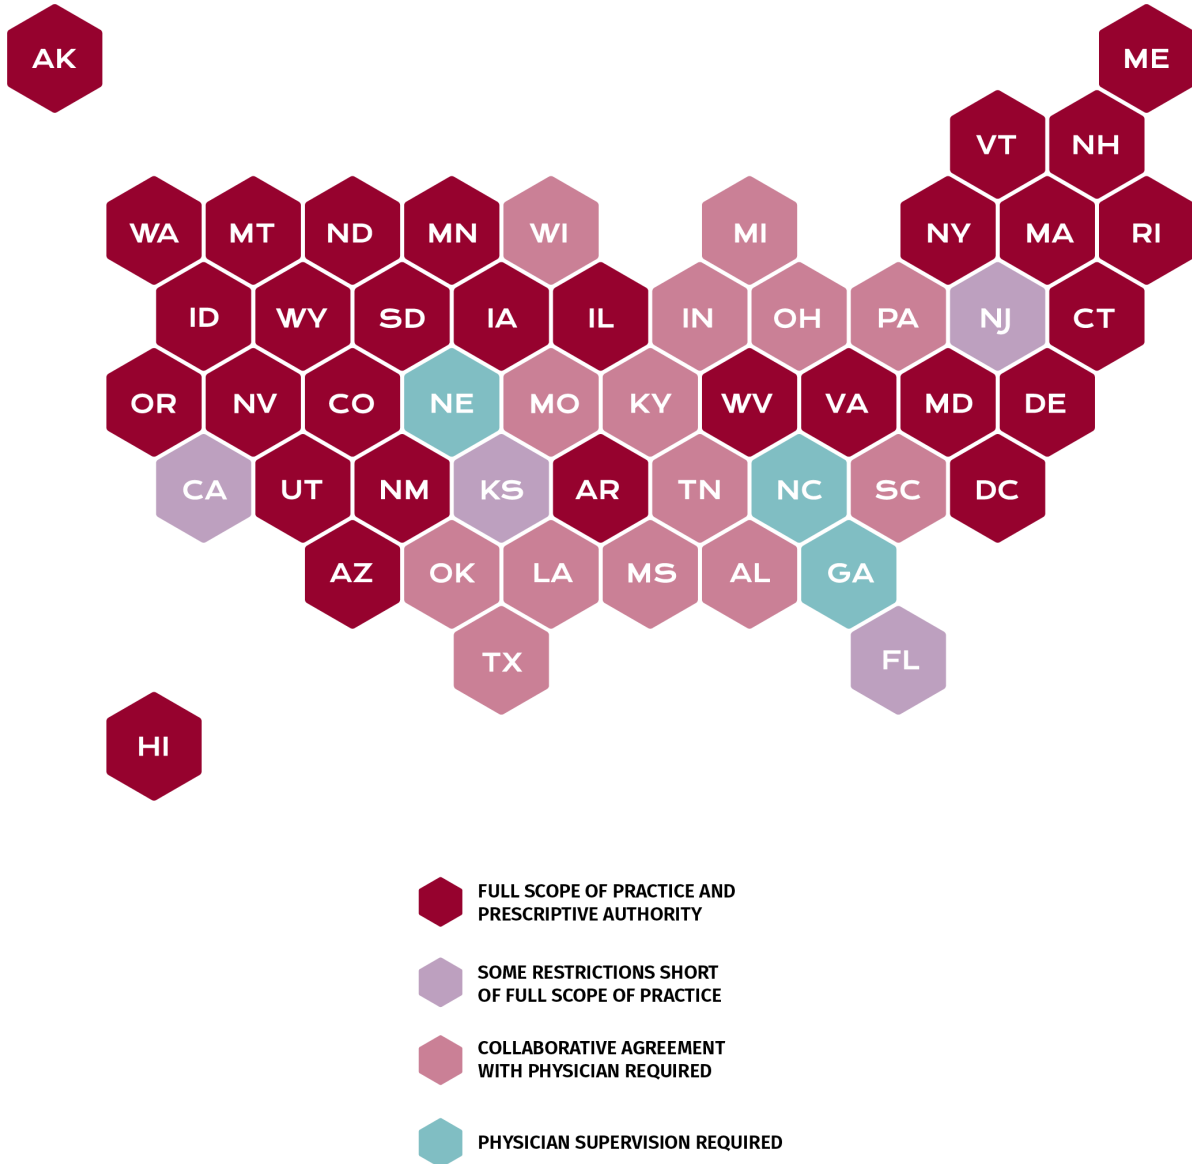 AK
ME
VT
NH
WA
MT
ND
MN
WI
MI
NY
MA
RI
ID
WY
SD
IA
IL
IN
OH
PA
NJ
CT
OR
NV
CO
NE
MO
KY
WV
VA
MD
DE
CA
UT
NM
KS
AR
TN
NC
SC
DC
AZ
OK
LA
MS
AL
GA
TX
FL
HI
FULL SCOPE OF PRACTICE AND
PRESCRIPTIVE AUTHORITY
SOME RESTRICTIONS SHORT
OF FULL SCOPE OF PRACTICE
COLLABORATIVE AGREEMENT
WITH PHYSICIAN REQUIRED
PHYSICIAN SUPERVISION REQUIRED